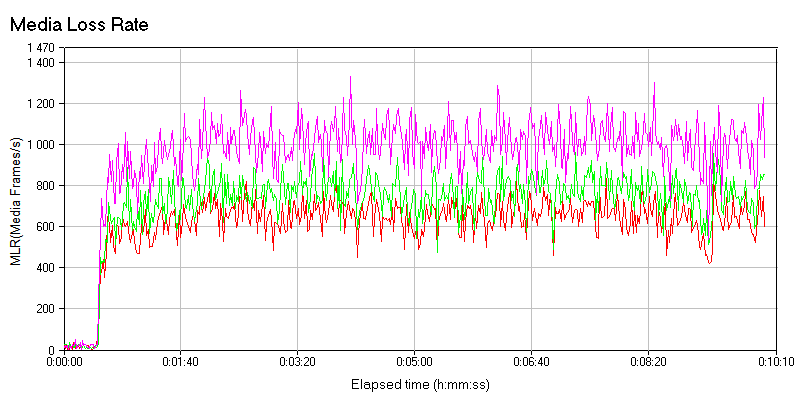 Media Loss Rate
1 470
1 400
1 200
1 000
800
600
400
200
0
MLR(Media Frames/s)
0:00:00 0:01:40 0:03:20 0:05:00 0:06:40 0:08:20 0:10:10
Elapsed time (h:mm:ss)